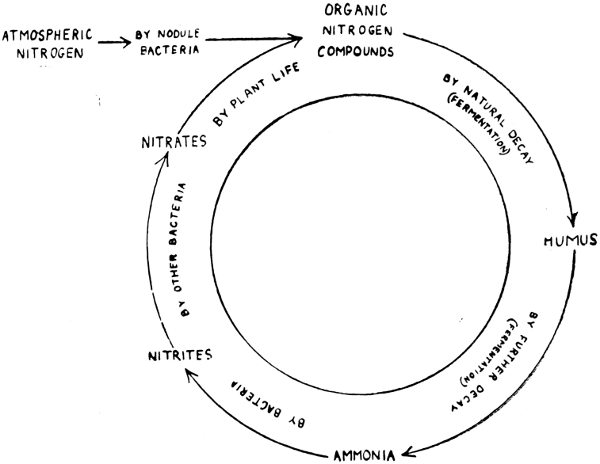 ATMOSPHERIC
NITROGEN
BY NODULE
BACTERIA
ORGANIC
NITROGEN
COMPOUNDS
BY NATURAL DECAY
(FERMENTATION)
HUMUS
BY FURTHER DECAY
(FERMENTATION)
AMMONIA
BY BACTERIA
NITRITES
BY OTHER BACTERIA
NITRATES
BY PLANT LIFE